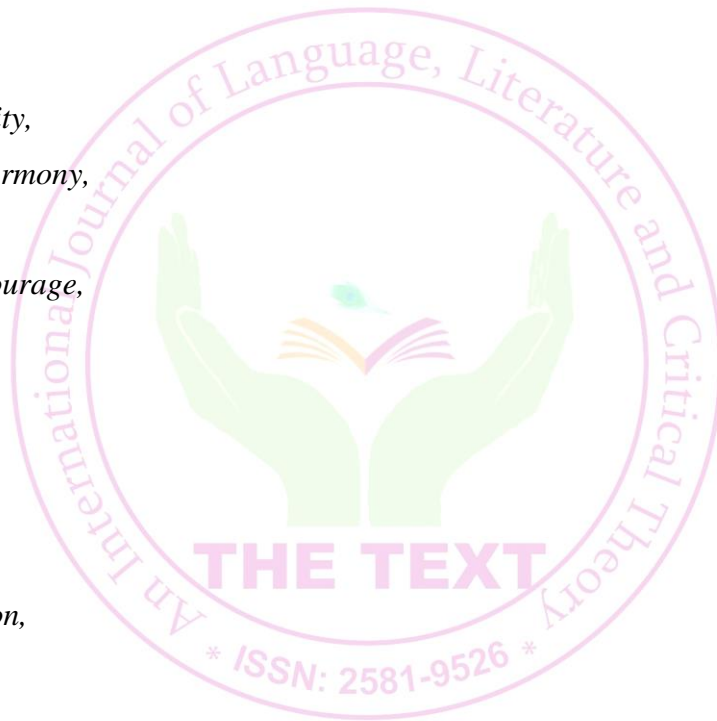 ity,
rmony,
ourage,
on,
An International Journal of Language, Literature and Critical Theory
THE TEXT
* ISSN: 2581-9526 *